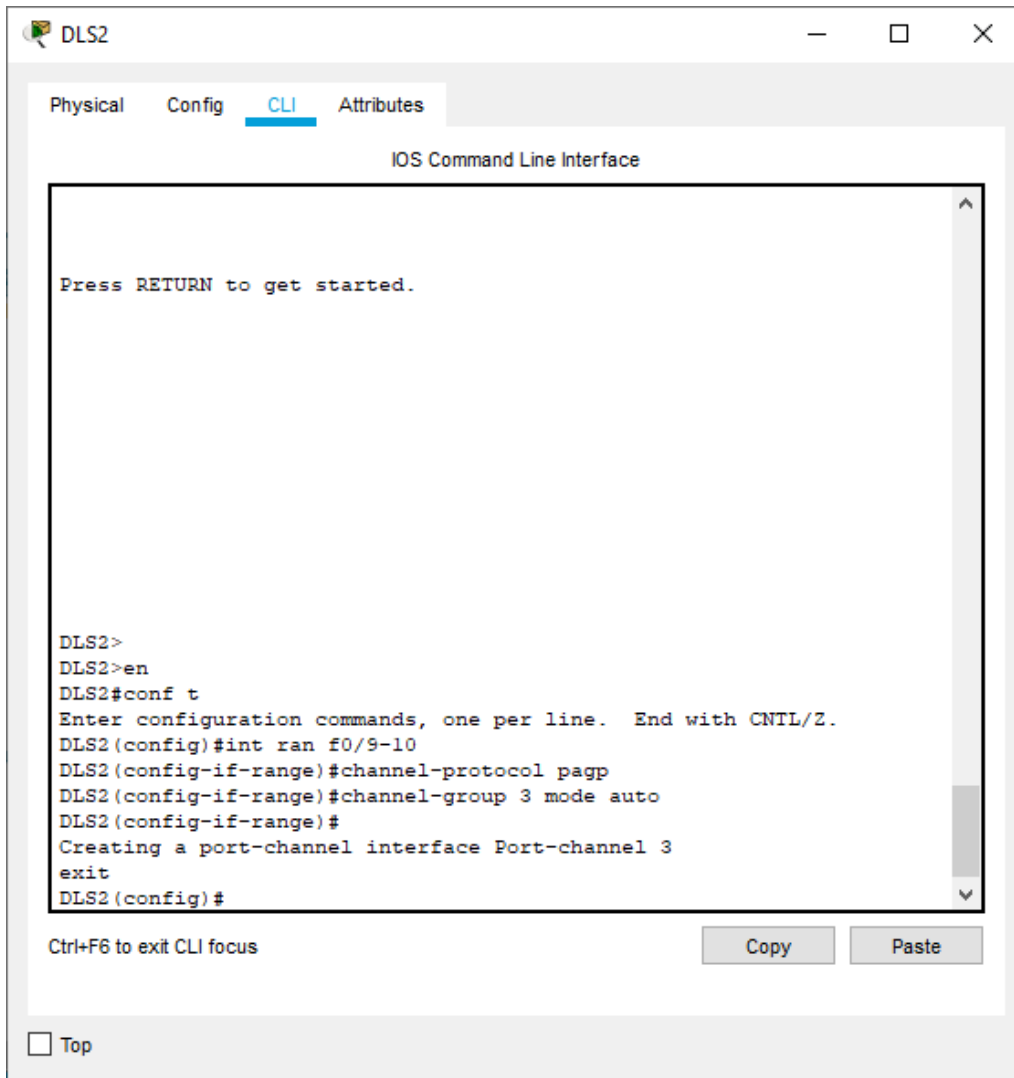 DLS2
Physical Config CLI Attributes
IOS Command Line Interface
Press RETURN to get started.
DLS2>
DLS2>en
DLS2#conf t
Enter configuration commands, one per line.  End with CNTL/Z.
DLS2(config)#int ran f0/9-10
DLS2(config-if-range)#channel-protocol pagp
DLS2(config-if-range)#channel-group 3 mode auto
DLS2(config-if-range)#
Creating a port-channel interface Port-channel 3
exit
DLS2(config)#
Ctrl+F6 to exit CLI focus
Copy Paste
Top